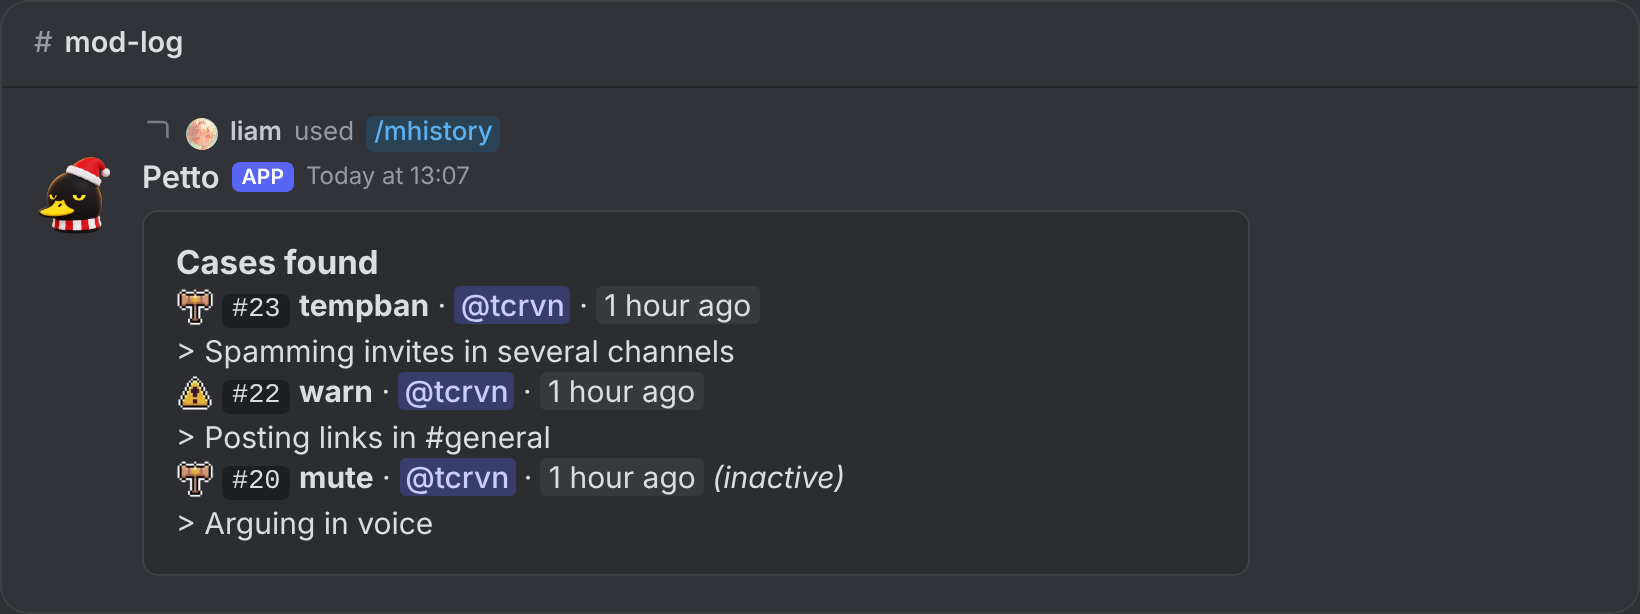 # mod-log
liam used /mhistory
Petto APP Today at 13:07
Cases found
#23 tempban · @tcrvn · 1 hour ago
> Spamming invites in several channels
#22 warn · @tcrvn · 1 hour ago
> Posting links in #general
#20 mute · @tcrvn · 1 hour ago (inactive)
> Arguing in voice